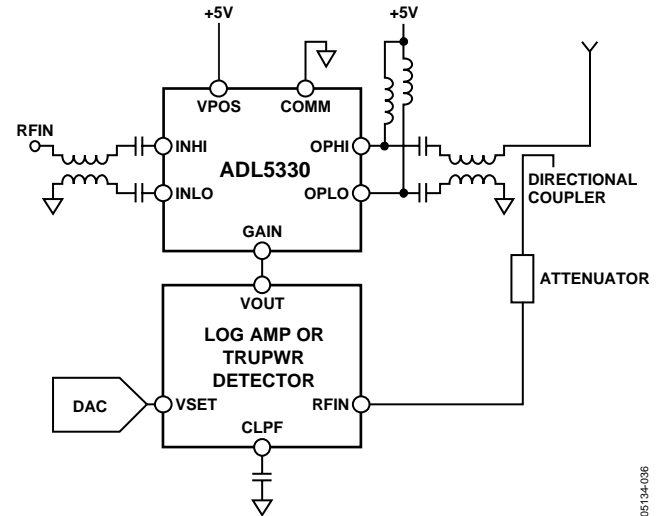 +5V
+5V
VPOS
COMM
RFIN
INHI
OPHI
ADL5330
INLO
OPLO
DIRECTIONAL
COUPLER
GAIN
ATTENUATOR
VOUT
LOG AMP OR
TRUPWR
DETECTOR
DAC
VSET
RFIN
CLPF
05134-036